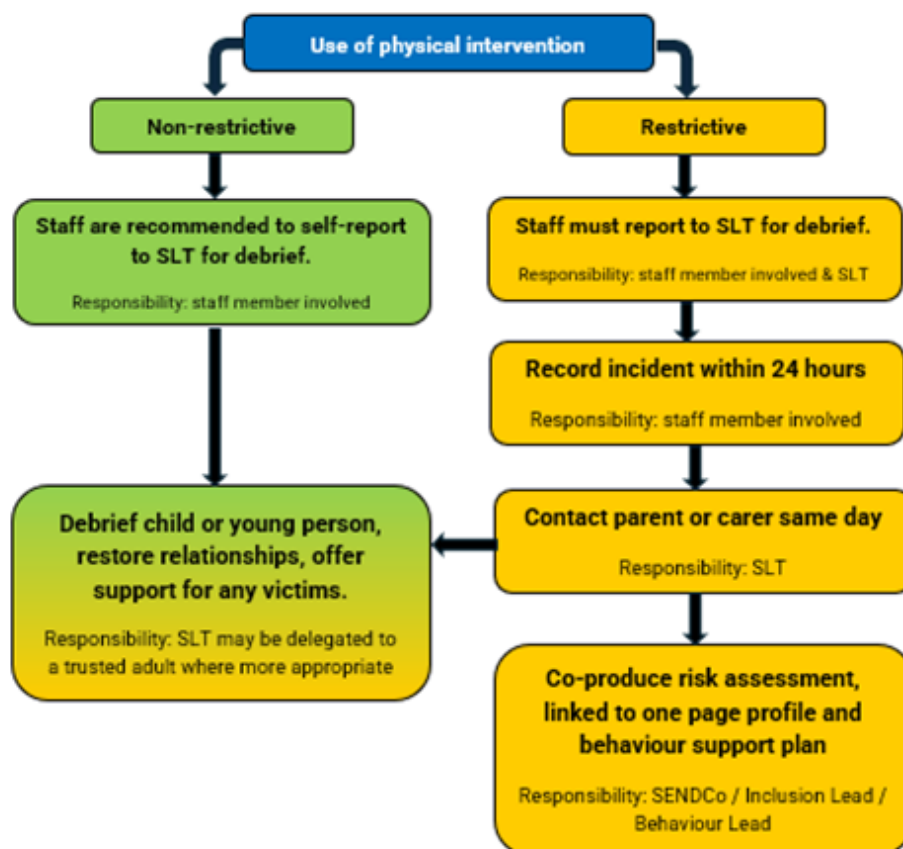 Use of physical intervention
Non-restrictive
Restrictive
Staff are recommended to self-report
to SLT for debrief.
Responsibility: staff member involved
Staff must report to SLT for debrief.
Responsibility: staff member involved & SLT
Record incident within 24 hours
Responsibility: staff member involved
Contact parent or carer same day
Responsibility: SLT
Debrief child or young person,
restore relationships, offer
support for any victims.
Responsibility: SLT may be delegated to
a trusted adult where more appropriate
Co-produce risk assessment,
linked to one page profile and
behaviour support plan
Responsibility: SENDCo / Inclusion Lead /
Behaviour Lead